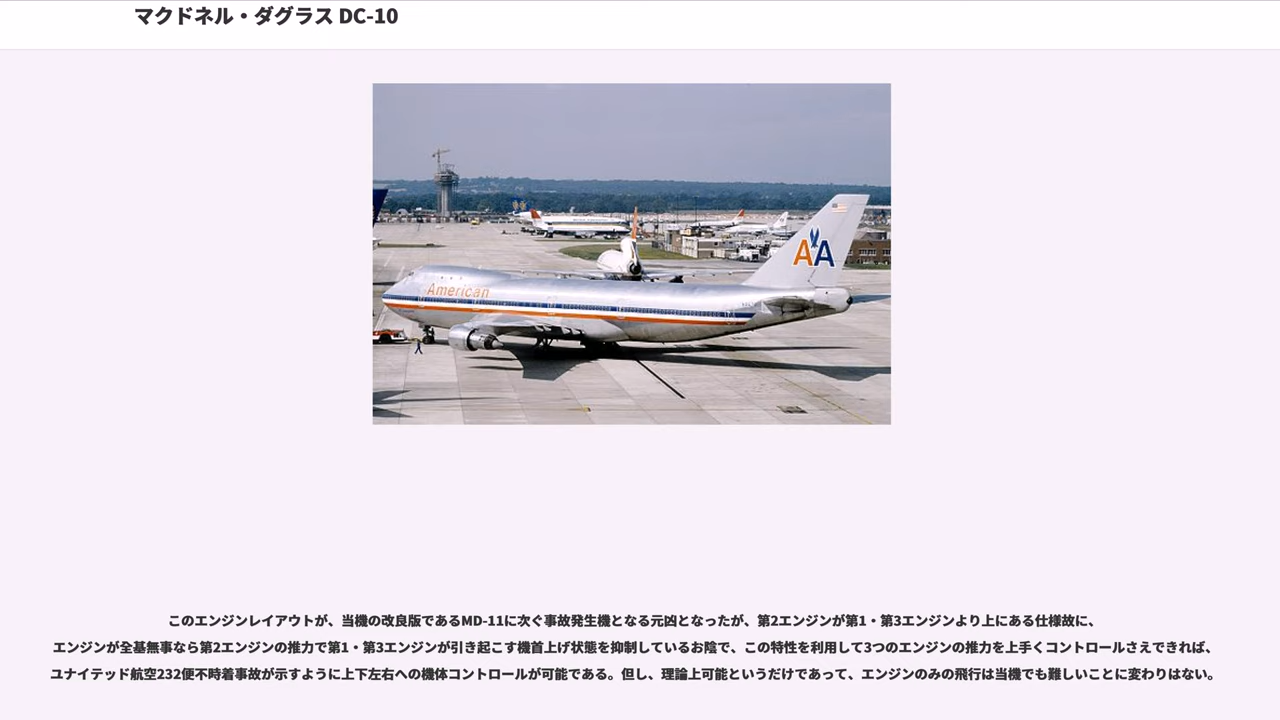 マクドネル・ダグラス DC-10
American
AA
このエンジンレイアウトが、当機の改良版であるMD-11に次ぐ事故発生機となる元凶となったが、第2エンジンが第1・第3エンジンより上にある仕様故に、
エンジンが全基無事なら第2エンジンの推力で第1・第3エンジンが引き起こす機首上げ状態を抑制しているお陰で、この特性を利用して3つのエンジンの推力を上手くコントロールさえできれば、
ユナイテッド航空232便不時着事故が示すように上下左右への機体コントロールが可能である。但し、理論上可能というだけであって、エンジンのみの飛行は当機でも難しいことに変わりはない。